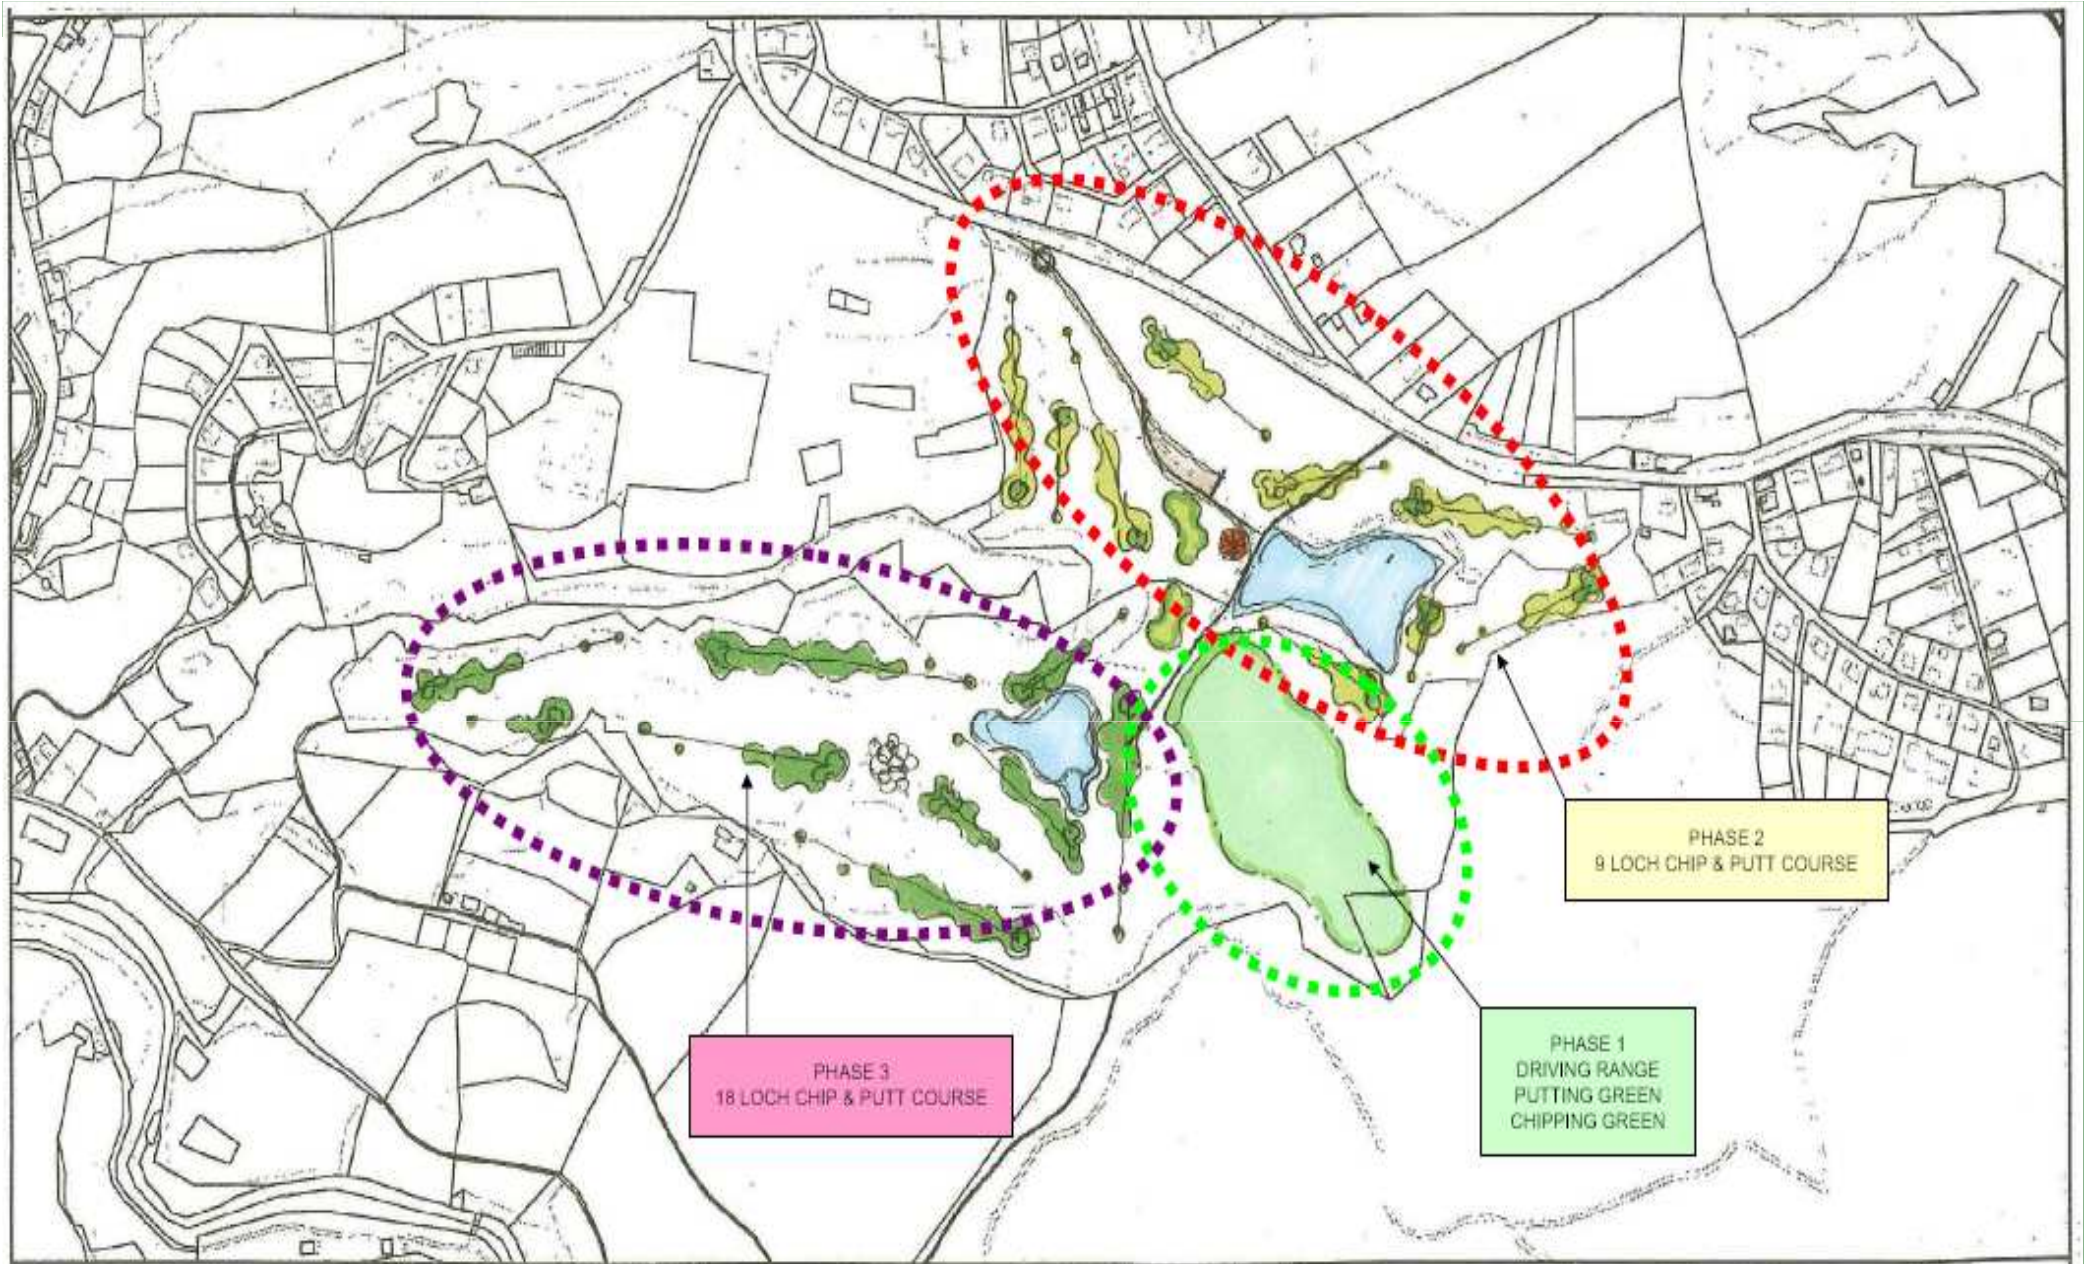 PHASE 2
9 LOCH CHIP & PUTT COURSE
PHASE 3
18 LOCH CHIP & PUTT COURSE
PHASE 1
DRIVING RANGE
PUTTING GREEN
CHIPPING GREEN